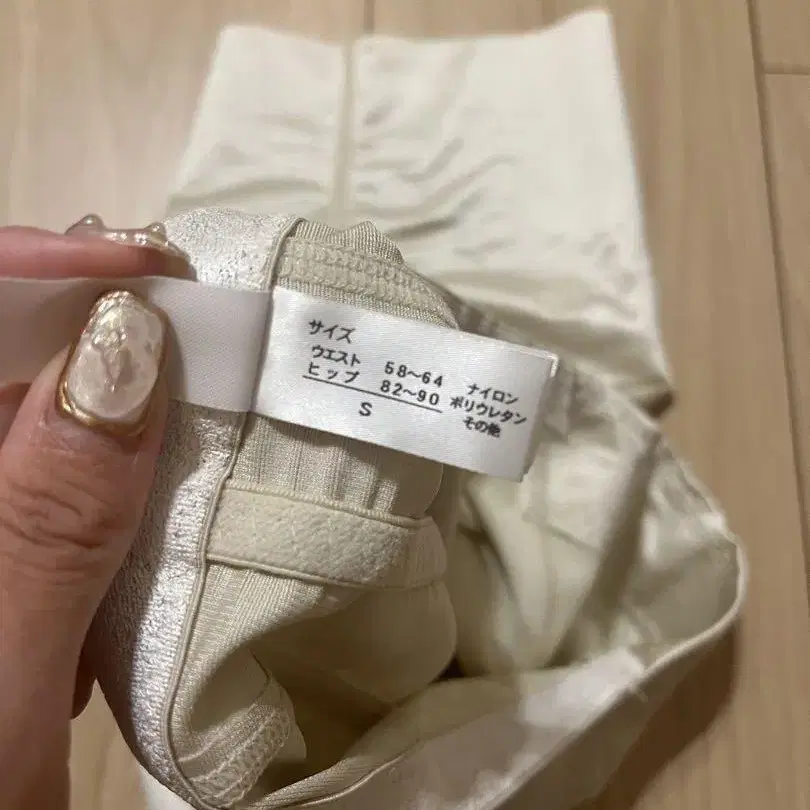 サイズ
ウエスト 58〜64
ヒップ 82〜90
S
ナイロン
ポリウレタン
その他